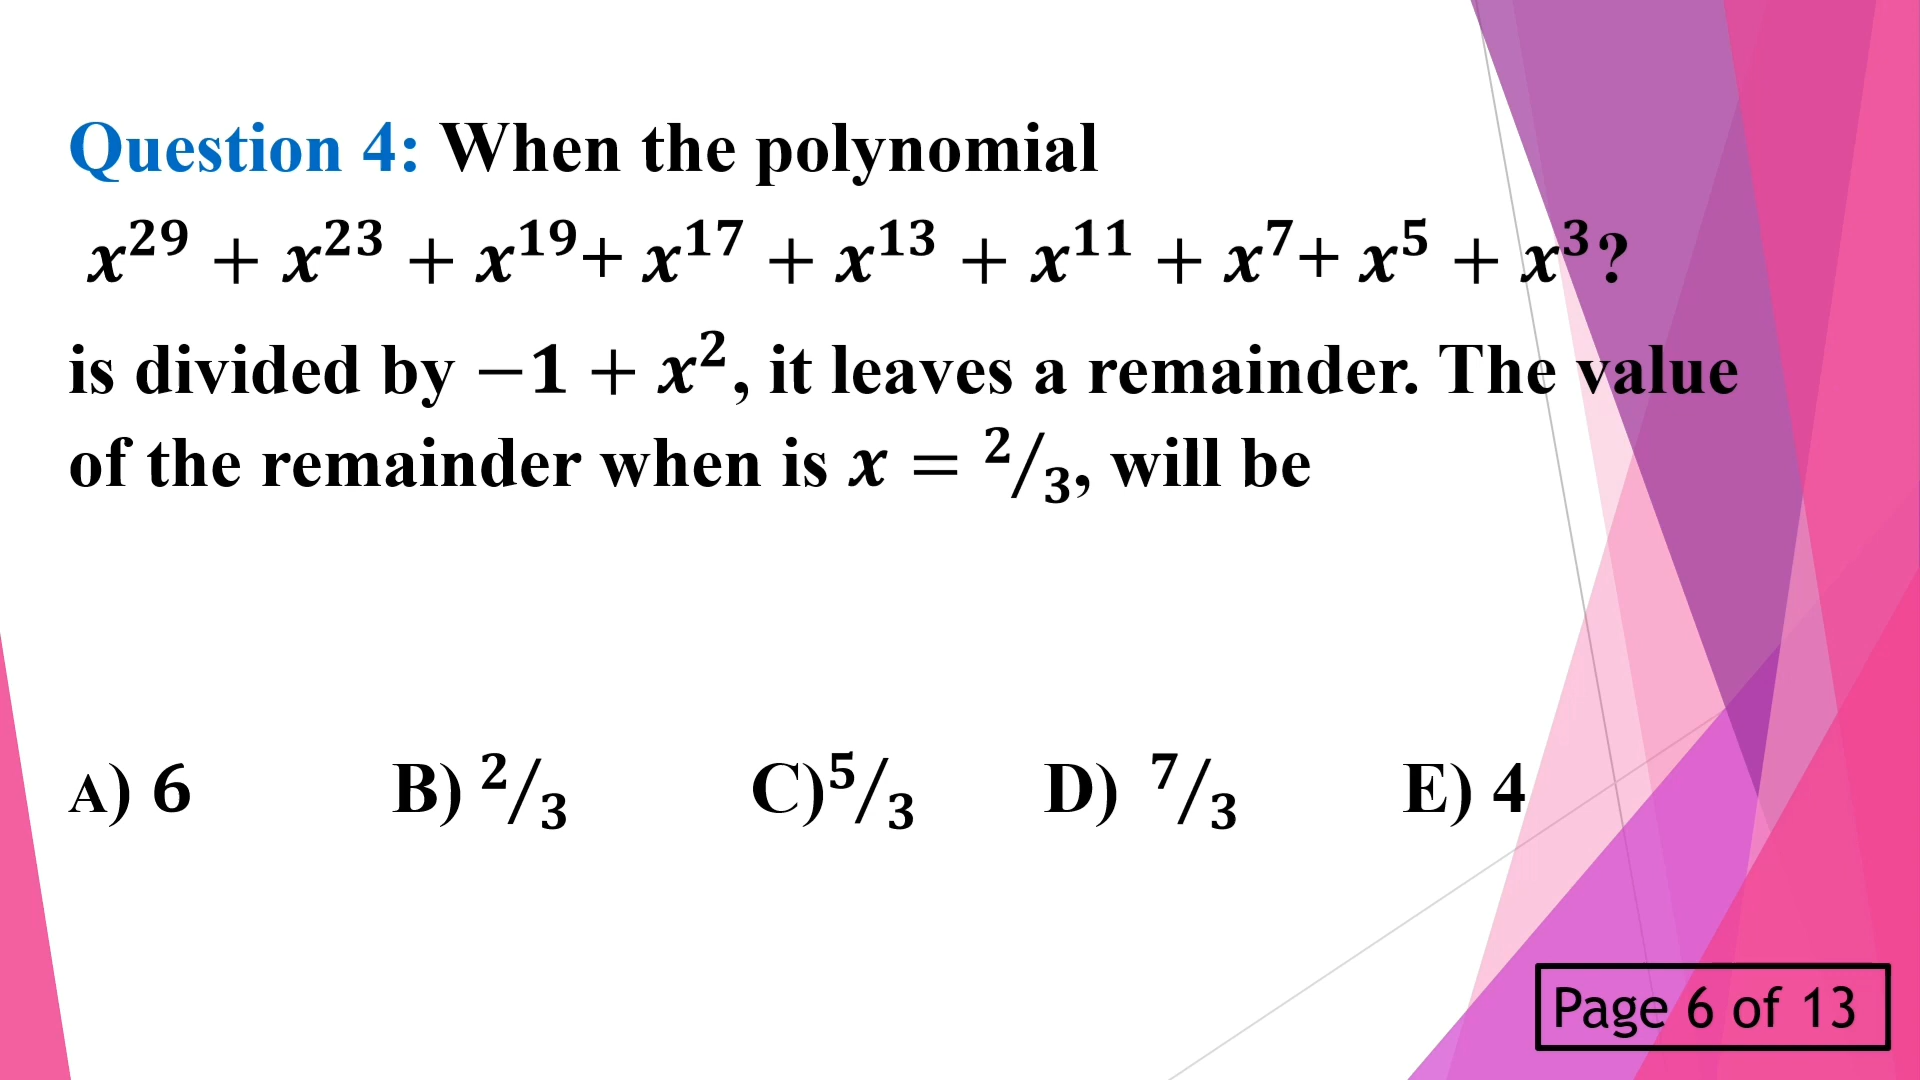 Question 4: When the polynomial
x²⁹ + x²³ + x¹⁹+ x¹⁷ + x¹³ + x¹¹ + x⁷+ x⁵ + x³?
is divided by −1 + x², it leaves a remainder. The value
of the remainder when is x = ²/₃, will be
A) 6 B) ²/₃ C)⁵/₃ D) ⁷/₃ E) 4
Page 6 of 13